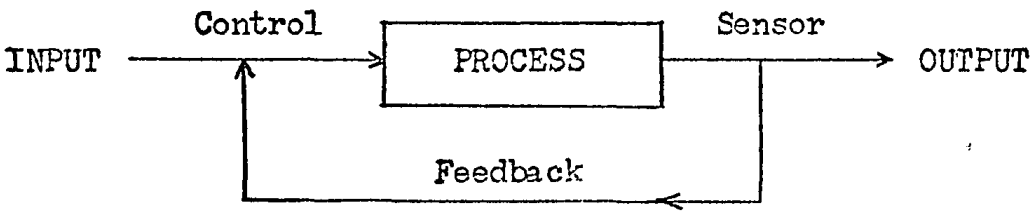 Control Sensor
INPUT PROCESS OUTPUT
Feedback